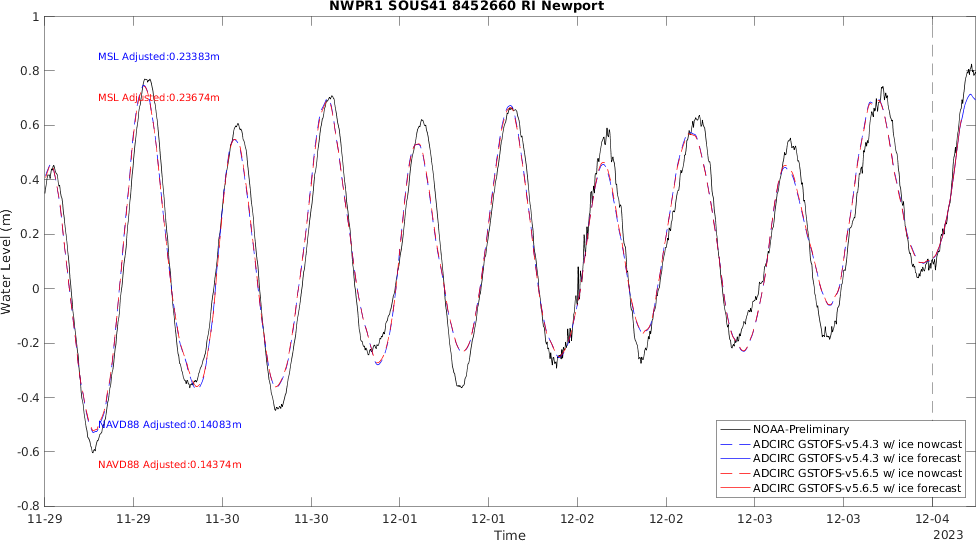 NWPR1 SOUS41 8452660 RI Newport
Water Level (m)
1
0.8
0.6
0.4
0.2
0
-0.2
-0.4
-0.6
-0.8
MSL Adjusted:0.23383m
MSL Adjusted:0.23674m
NAVD88 Adjusted:0.14083m
NAVD88 Adjusted:0.14374m
NOAA-Preliminary
ADCIRC GSTOFS-v5.4.3 w/ ice nowcast
ADCIRC GSTOFS-v5.4.3 w/ ice forecast
ADCIRC GSTOFS-v5.6.5 w/ ice nowcast
ADCIRC GSTOFS-v5.6.5 w/ ice forecast
11-29 11-29 11-30 11-30 12-01 12-01 12-02 12-02 12-03 12-03 12-04
2023
Time